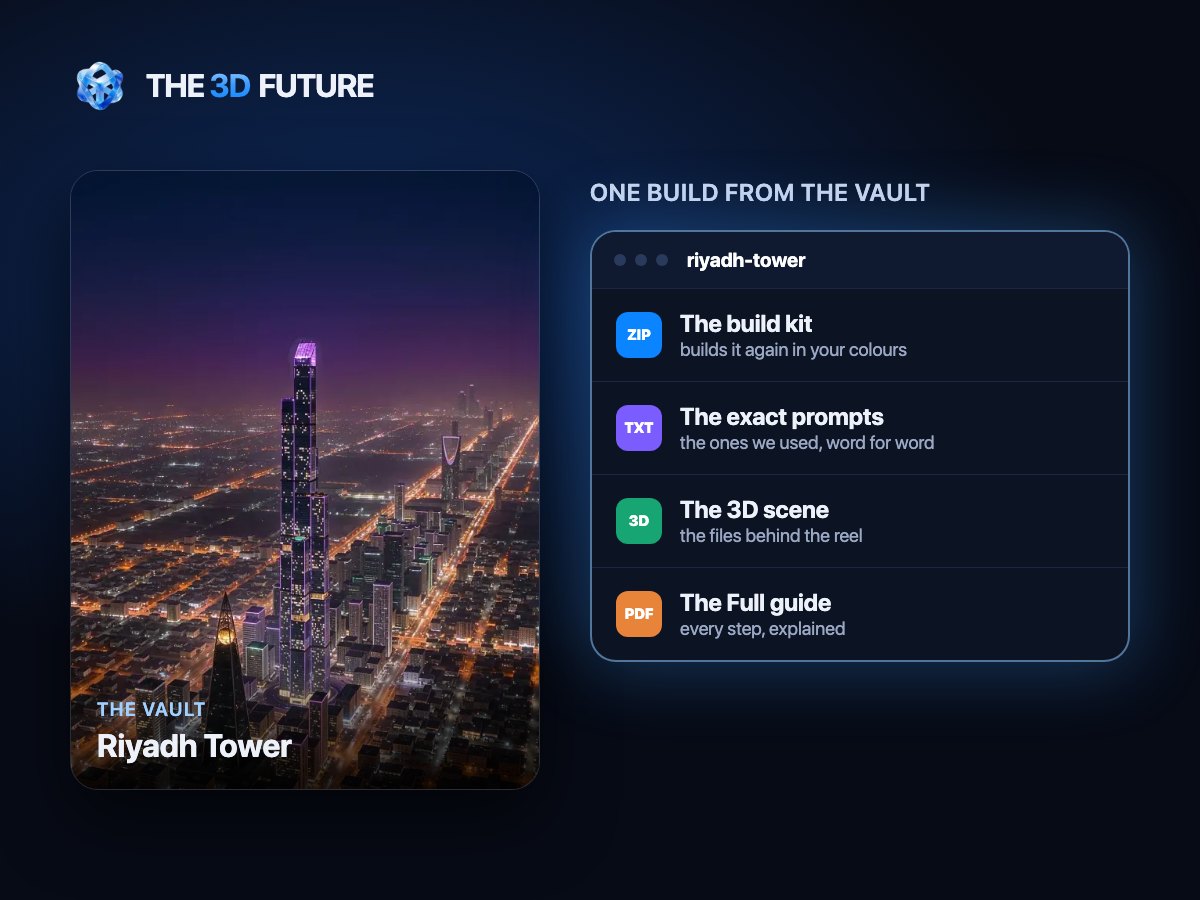 THE 3D FUTURE
THE VAULT
Riyadh Tower
ONE BUILD FROM THE VAULT
riyadh-tower
ZIP
The build kit
builds it again in your colours
TXT
The exact prompts
the ones we used, word for word
3D
The 3D scene
the files behind the reel
PDF
The Full guide
every step, explained